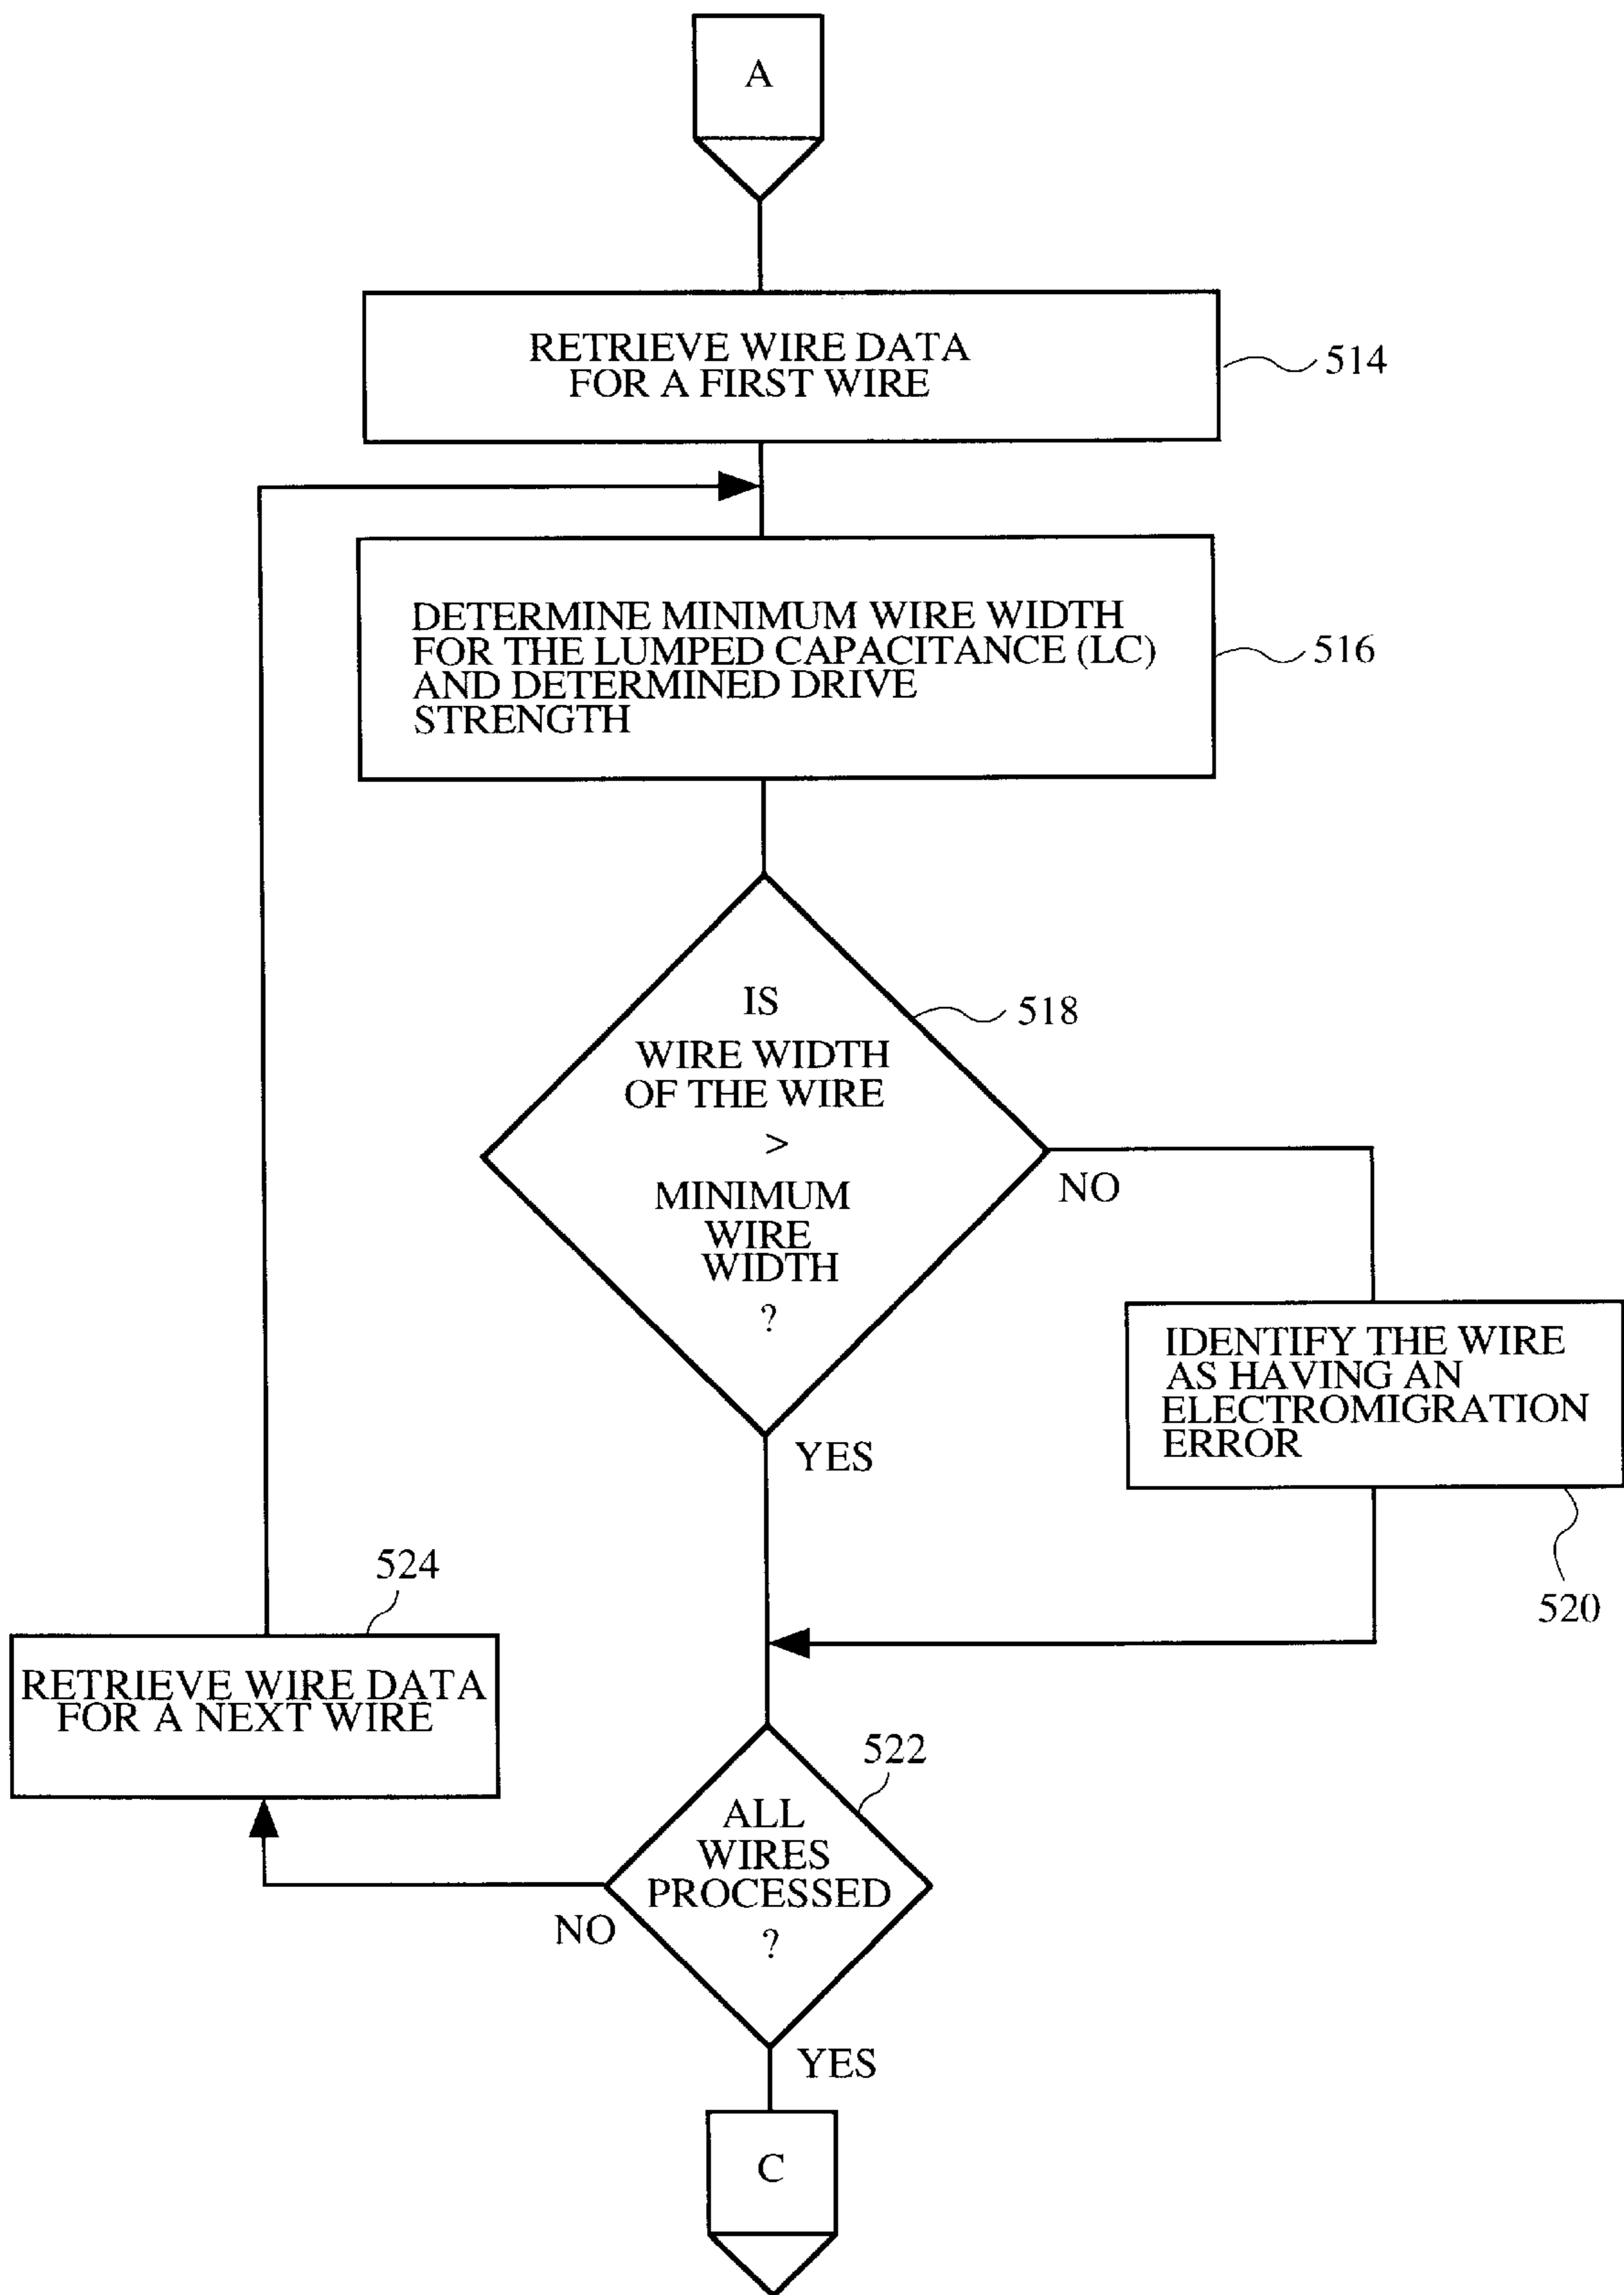 A
RETRIEVE WIRE DATA
FOR A FIRST WIRE
514
DETERMINE MINIMUM WIRE WIDTH
FOR THE LUMPED CAPACITANCE (LC)
AND DETERMINED DRIVE
STRENGTH
516
IS
WIRE WIDTH
OF THE WIRE
>
MINIMUM
WIRE
WIDTH
?
518
NO
YES
IDENTIFY THE WIRE
AS HAVING AN
ELECTROMIGRATION
ERROR
520
524
RETRIEVE WIRE DATA
FOR A NEXT WIRE
522
ALL
WIRES
PROCESSED
?
NO
YES
C